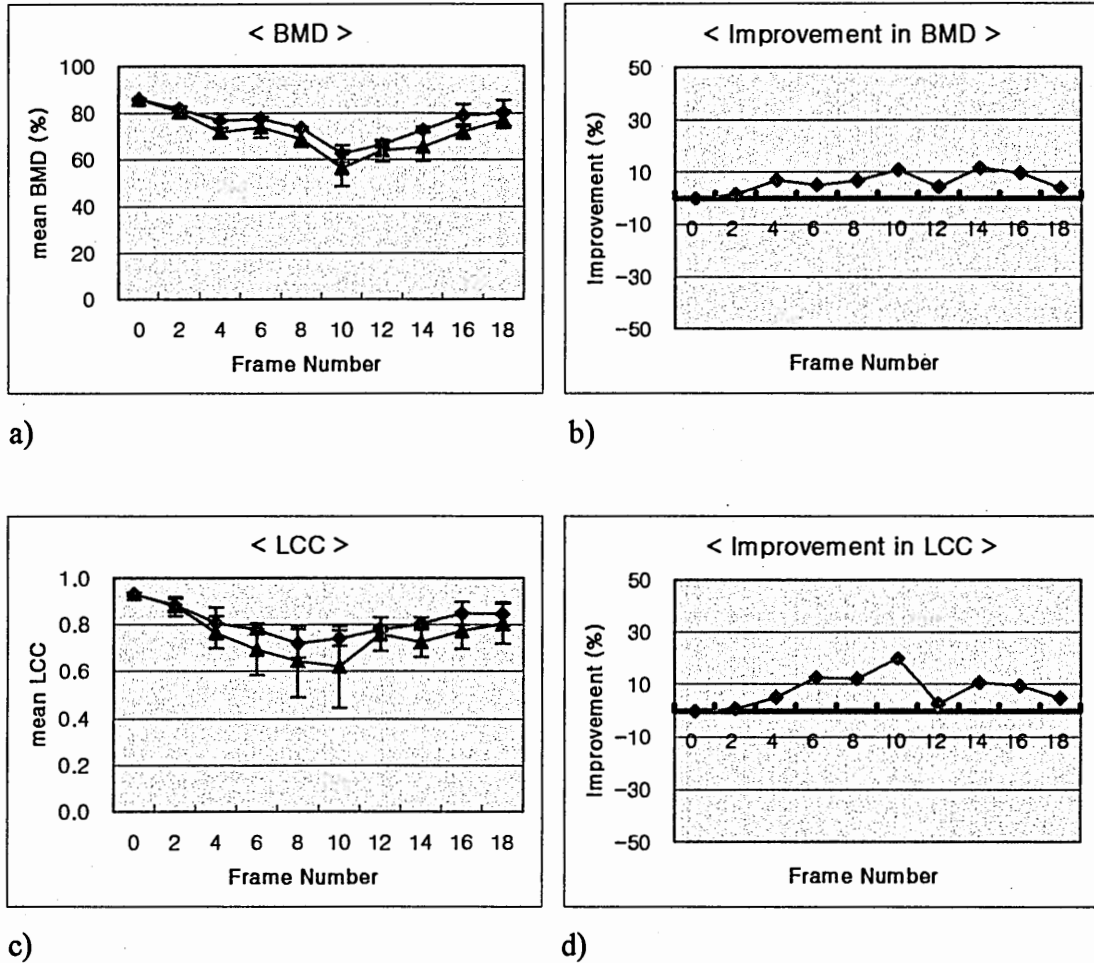 < BMD >
100
80
60
40
20
0
mean BMD (%)
0 2 4 6 8 10 12 14 16 18
Frame Number
a)
< Improvement in BMD >
50
30
10
−10
−30
−50
Improvement (%)
0 2 4 6 8 10 12 14 16 18
Frame Number
b)
< LCC >
1.0
0.8
0.6
0.4
0.2
0.0
mean LCC
0 2 4 6 8 10 12 14 16 18
Frame Number
c)
< Improvement in LCC >
50
30
10
−10
−30
−50
Improvement (%)
0 2 4 6 8 10 12 14 16 18
Frame Number
d)